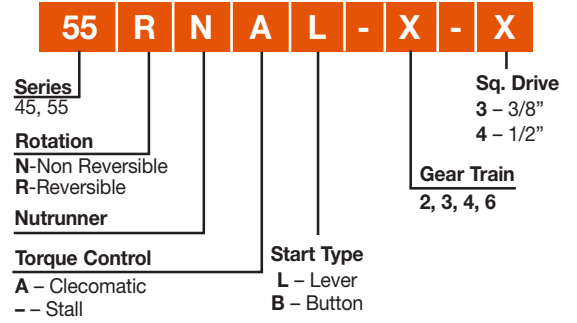 55 R N A L - X - X
Series
45, 55
Rotation
N-Non Reversible
R-Reversible
Nutrunner
Torque Control
A – Clecomatic
– – Stall
Start Type
L – Lever
B – Button
Gear Train
2, 3, 4, 6
Sq. Drive
3 – 3/8”
4 – 1/2”